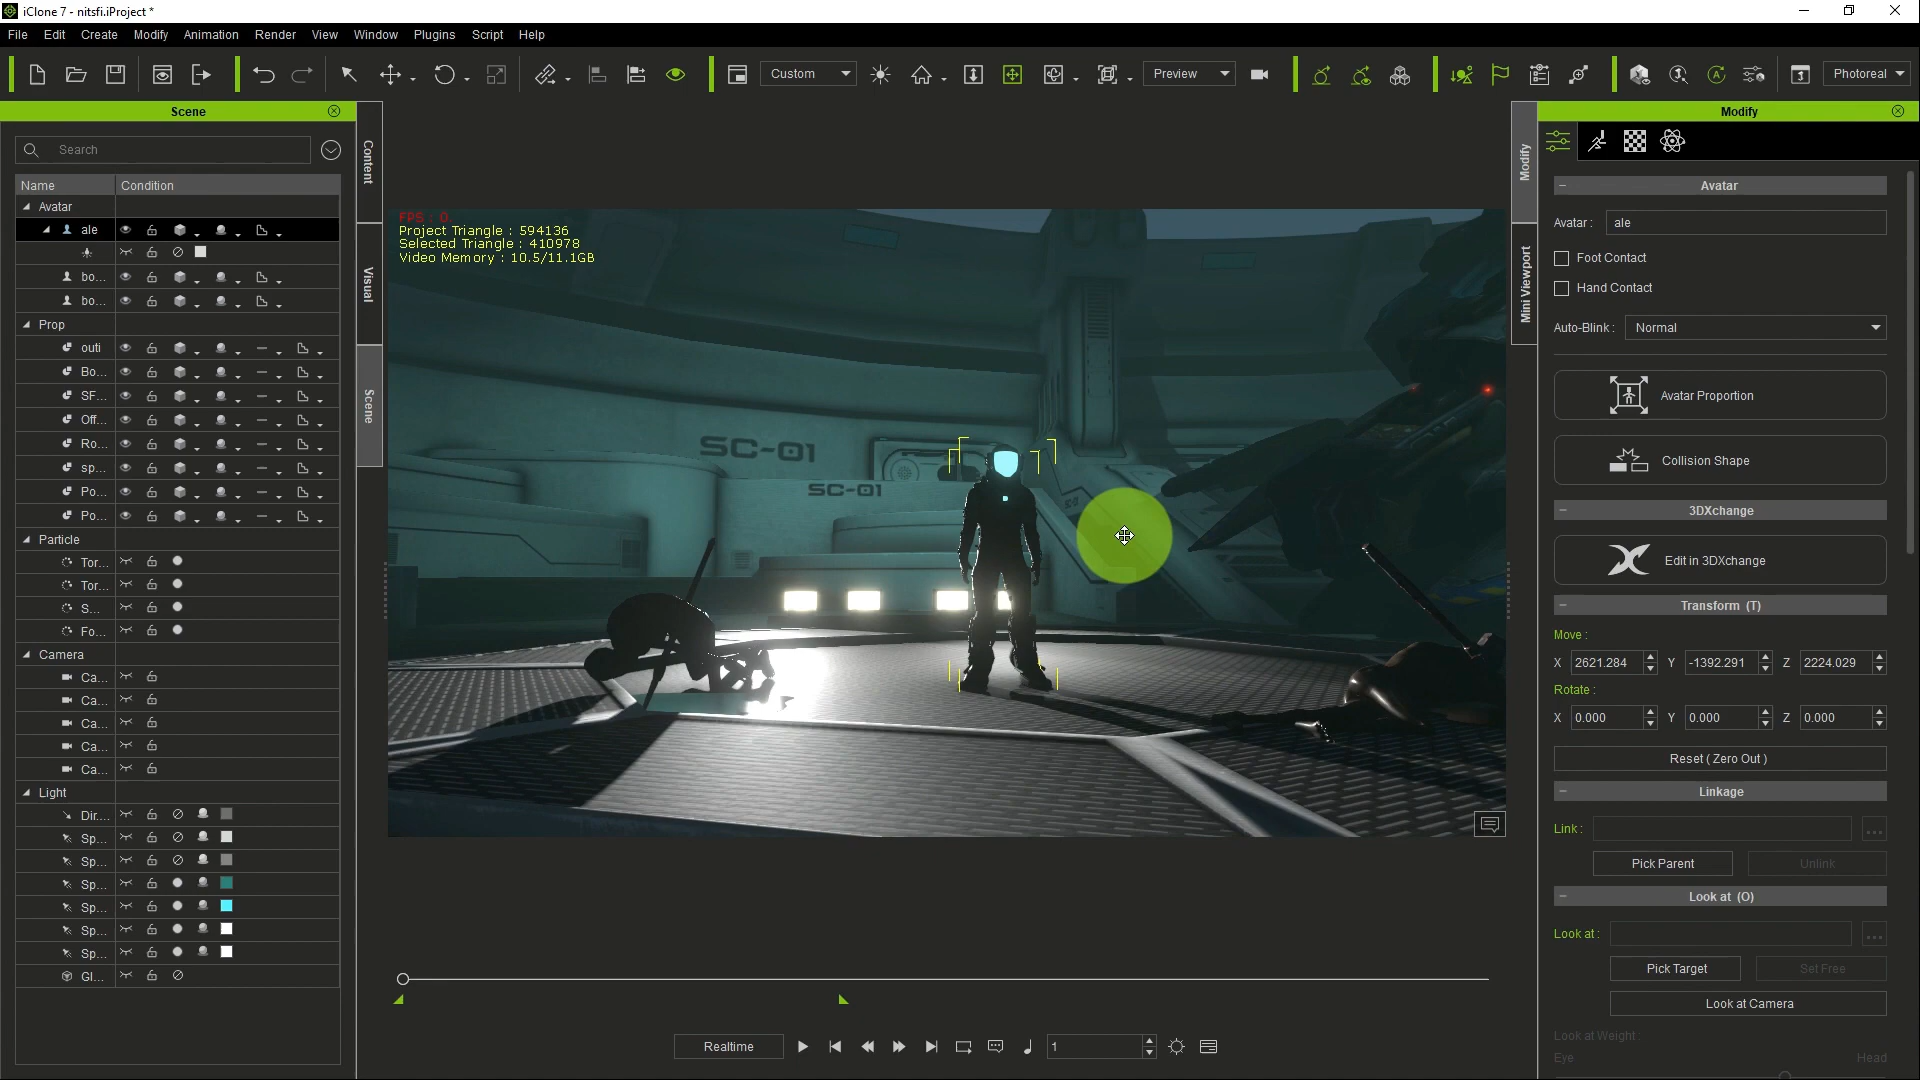 iClone 7 - nitsfi.iProject *
File Edit Create Modify Animation Render View Window Plugins Script Help
Custom
Preview
Photoreal
Scene
Search
Name Condition
Avatar
ale
bo...
bo...
Prop
outi
Bo...
SF...
Off...
Ro...
sp...
Po...
Po...
Particle
Tor...
Tor...
S...
Fo...
Camera
Ca...
Ca...
Ca...
Ca...
Ca...
Light
Dir....
Sp...
Sp...
Sp...
Sp...
Sp...
Sp...
Gl...
Content
Visual
Scene
FPS : 0.
Project Triangle : 594136
Selected Triangle : 410978
Video Memory : 10.5/11.1GB
SC-01
SC-01
Realtime
1
Modify
Mini Viewport
Modify
Avatar
Avatar : ale
Foot Contact
Hand Contact
Auto-Blink : Normal
Avatar Proportion
Collision Shape
3DXchange
Edit in 3DXchange
Transform (T)
Move :
X 2621.284 Y -1392.291 Z 2224.029
Rotate :
X 0.000 Y 0.000 Z 0.000
Reset ( Zero Out )
Linkage
Link : ...
Pick Parent Unlink
Look at (O)
Look at : ...
Pick Target Set Free
Look at Camera
Look at Weight :
Eye Head